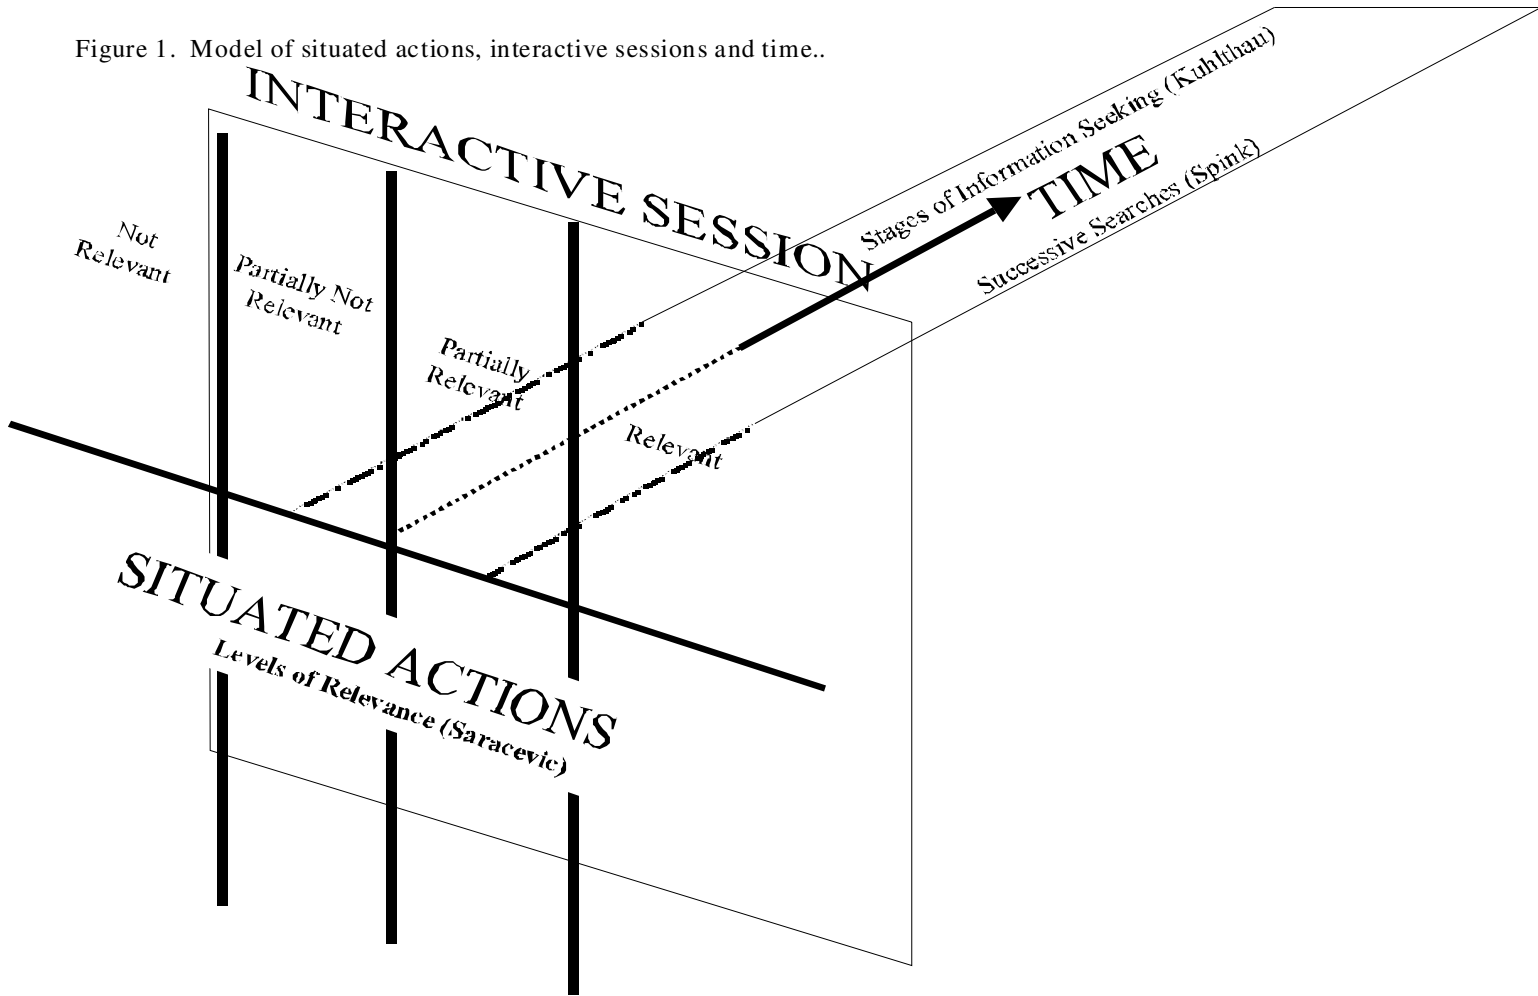 Figure 1. Model of situated actions, interactive sessions and time..
INTERACTIVE SESSION
Stages of Information Seeking (Kuhlthau)
TIME
Successive Searches (Spink)
Not
Relevant
Partially Not
Relevant
Partially
Relevant
Relevant
SITUATED ACTIONS
Levels of Relevance (Saracevic)